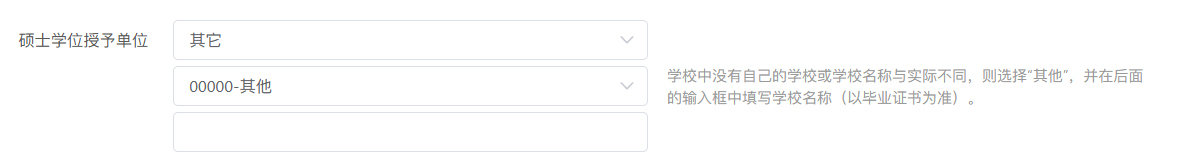 硕士学位授予单位
其它
00000-其他
学校中没有自己的学校或学校名称与实际不同，则选择“其他”，并在后面
的输入框中填写学校名称（以毕业证书为准）。